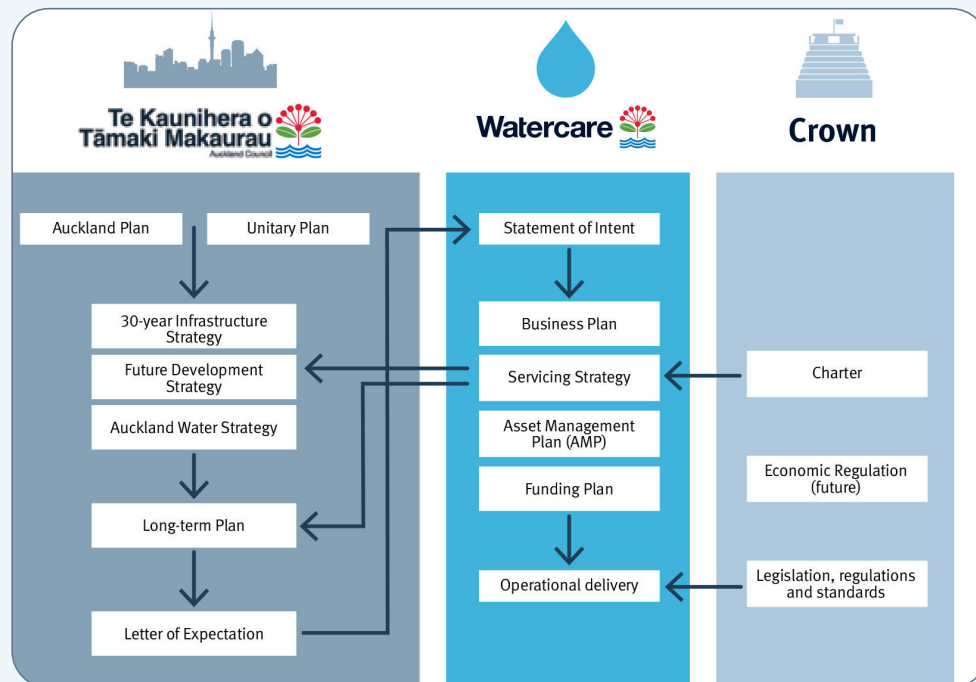 Te Kaunihera o
Tāmaki Makaurau
Auckland Council
Watercare
Crown
Auckland Plan
Unitary Plan
30-year Infrastructure
Strategy
Future Development
Strategy
Auckland Water Strategy
Long-term Plan
Letter of Expectation
Statement of Intent
Business Plan
Servicing Strategy
Asset Management
Plan (AMP)
Funding Plan
Operational delivery
Charter
Economic Regulation
(future)
Legislation, regulations
and standards